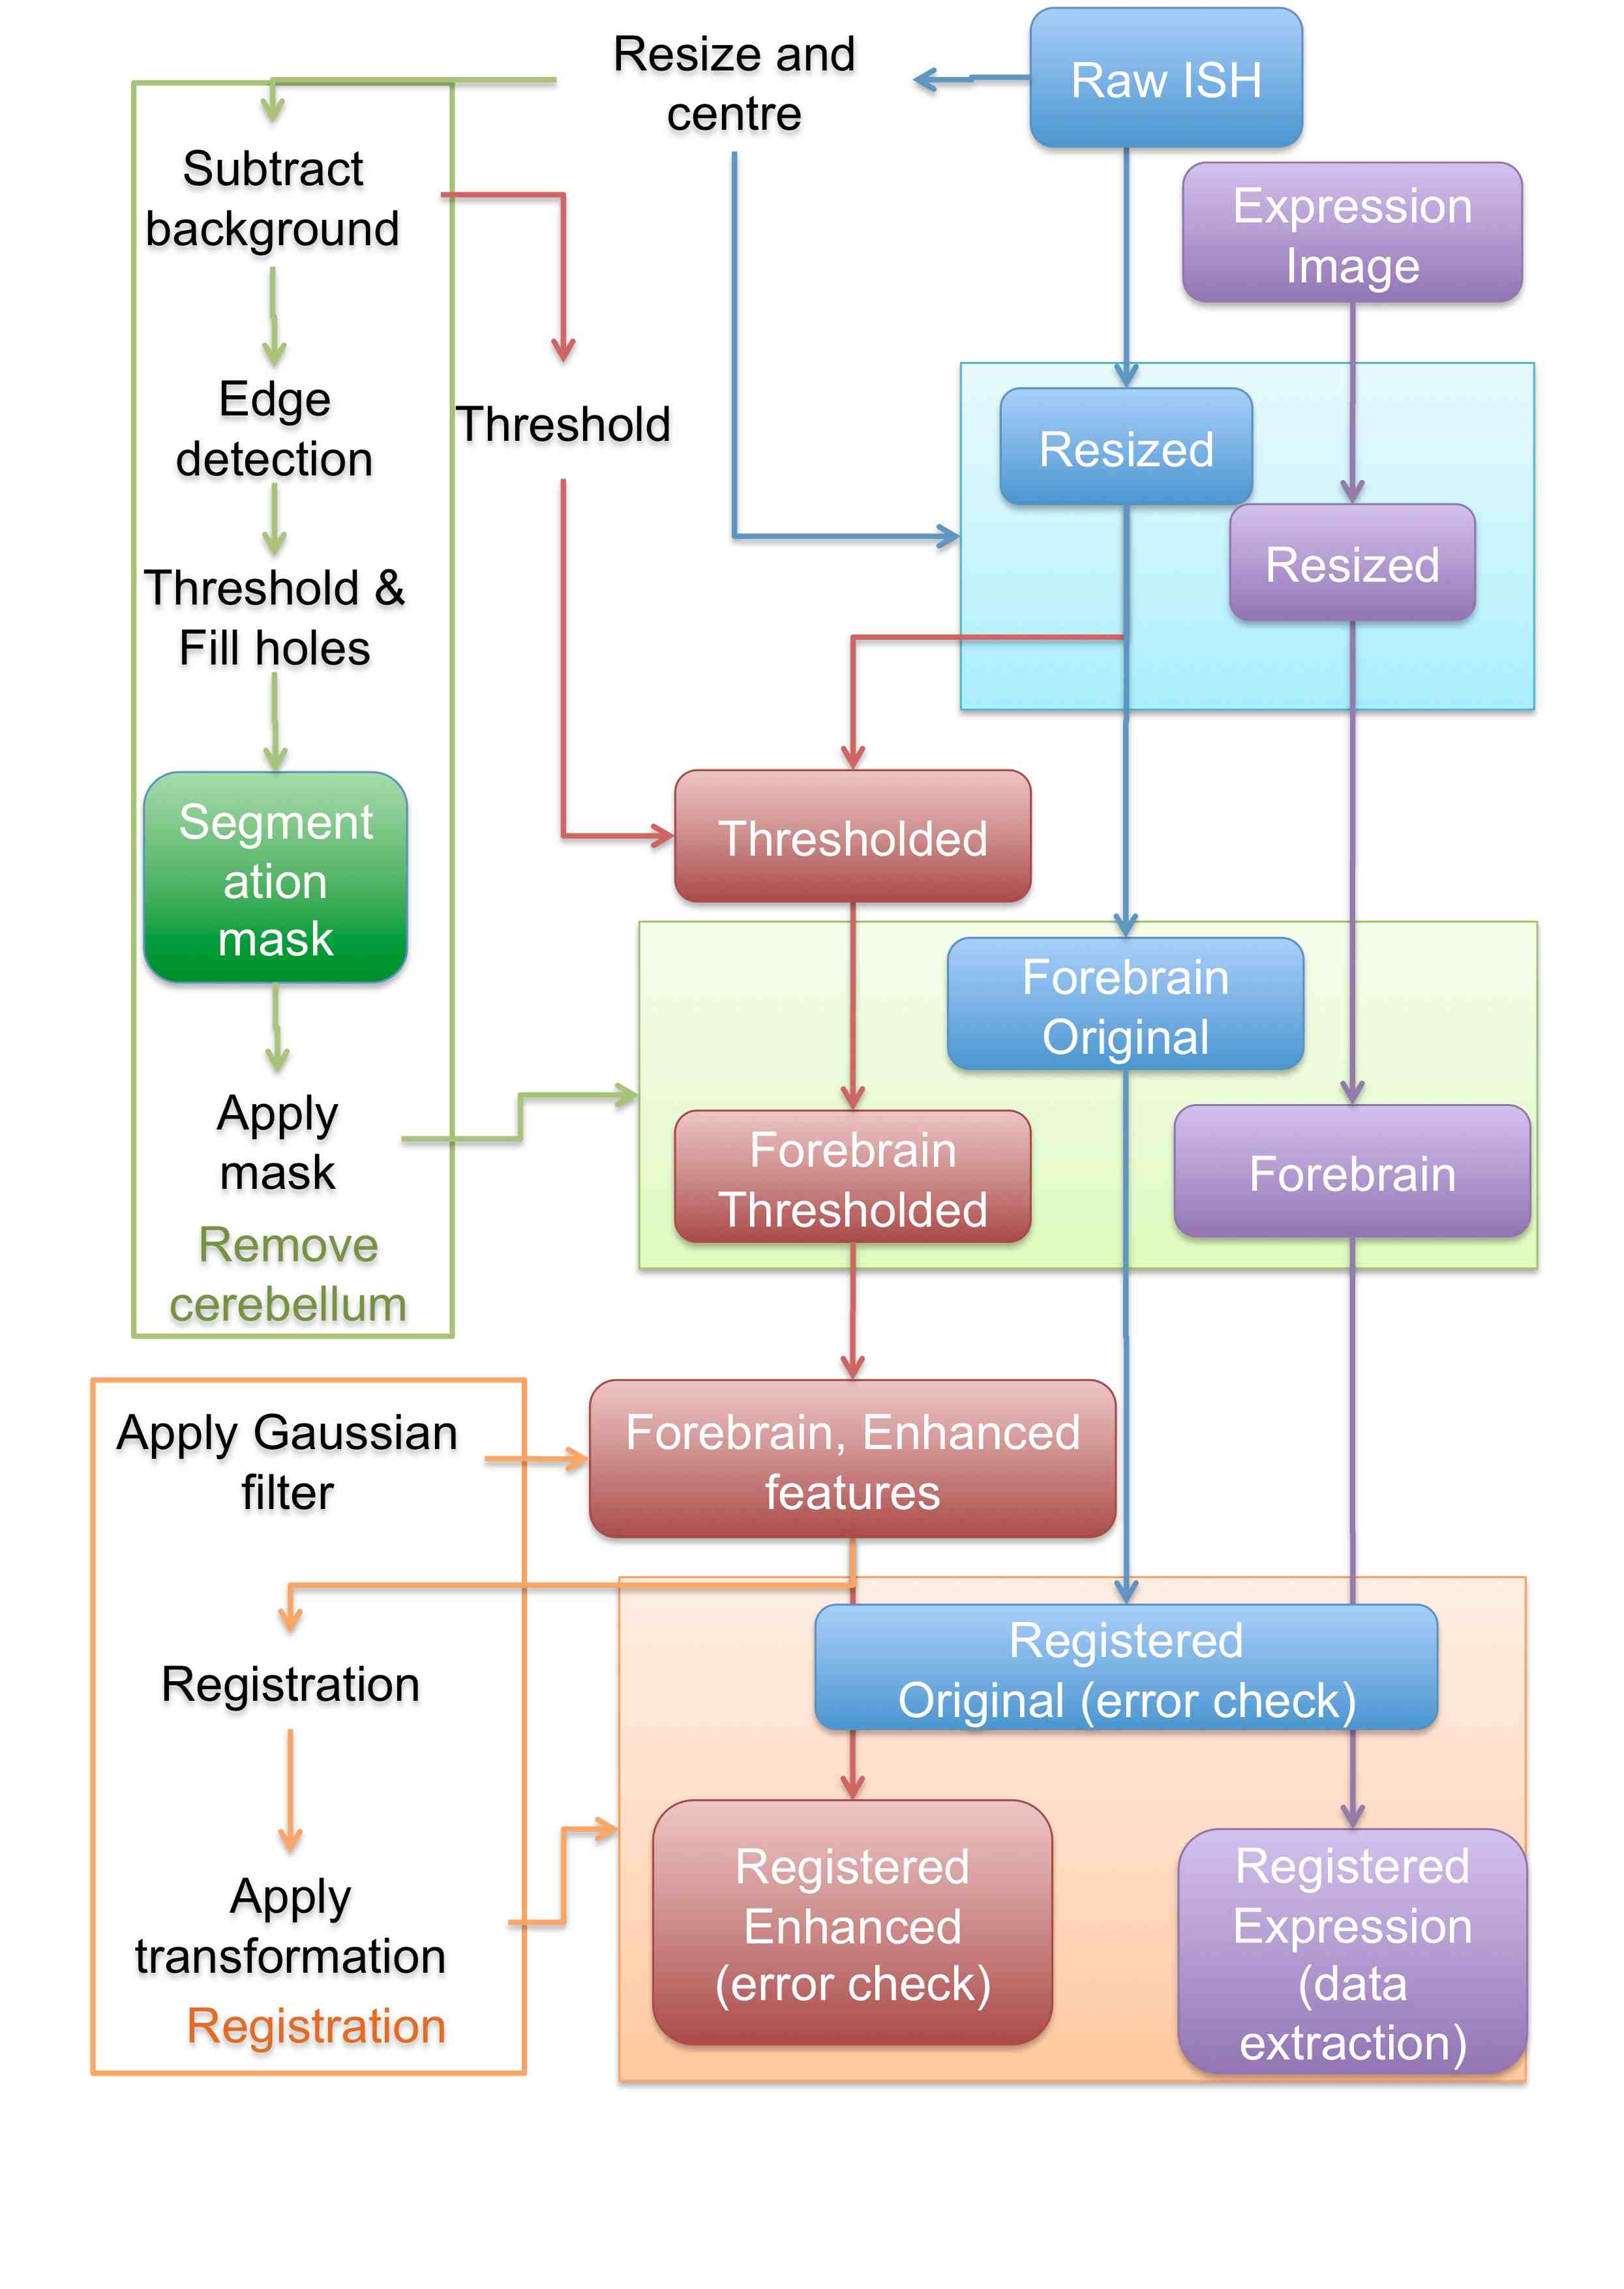 Resize and
centre
Raw ISH
Subtract
background
Expression
Image
Edge
detection
Threshold
Resized
Threshold &
Fill holes
Resized
Segment
ation
mask
Thresholded
Forebrain
Original
Apply
mask
Forebrain
Thresholded
Forebrain
Remove
cerebellum
Apply Gaussian
filter
Forebrain, Enhanced
features
Registration
Registered
Original (error check)
Apply
transformation
Registered
Enhanced
(error check)
Registered
Expression
(data
extraction)
Registration